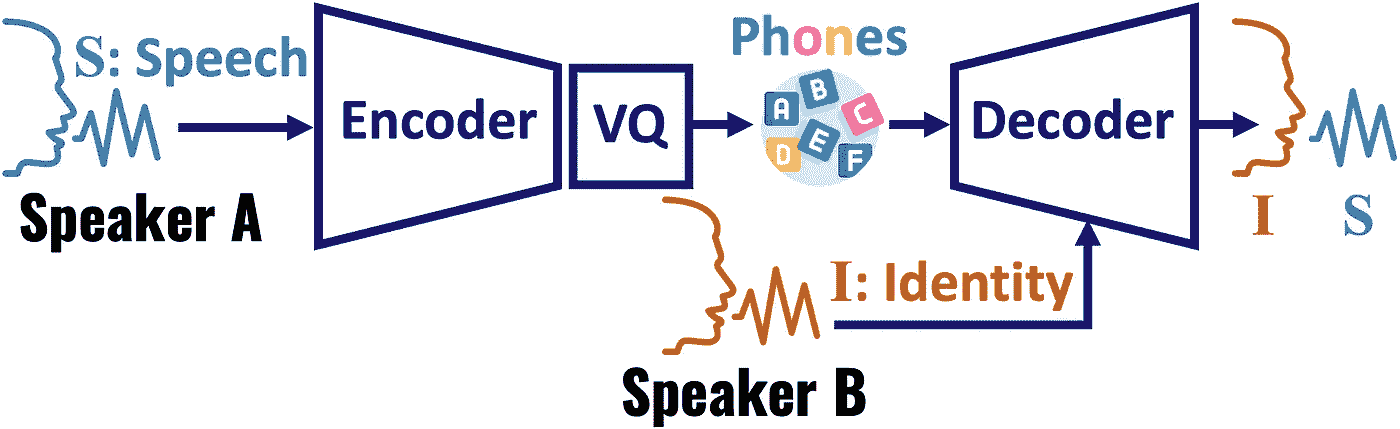 S: Speech
Speaker A
Encoder
VQ
Phones
A
B
C
D
E
F
Decoder
I
S
I: Identity
Speaker B